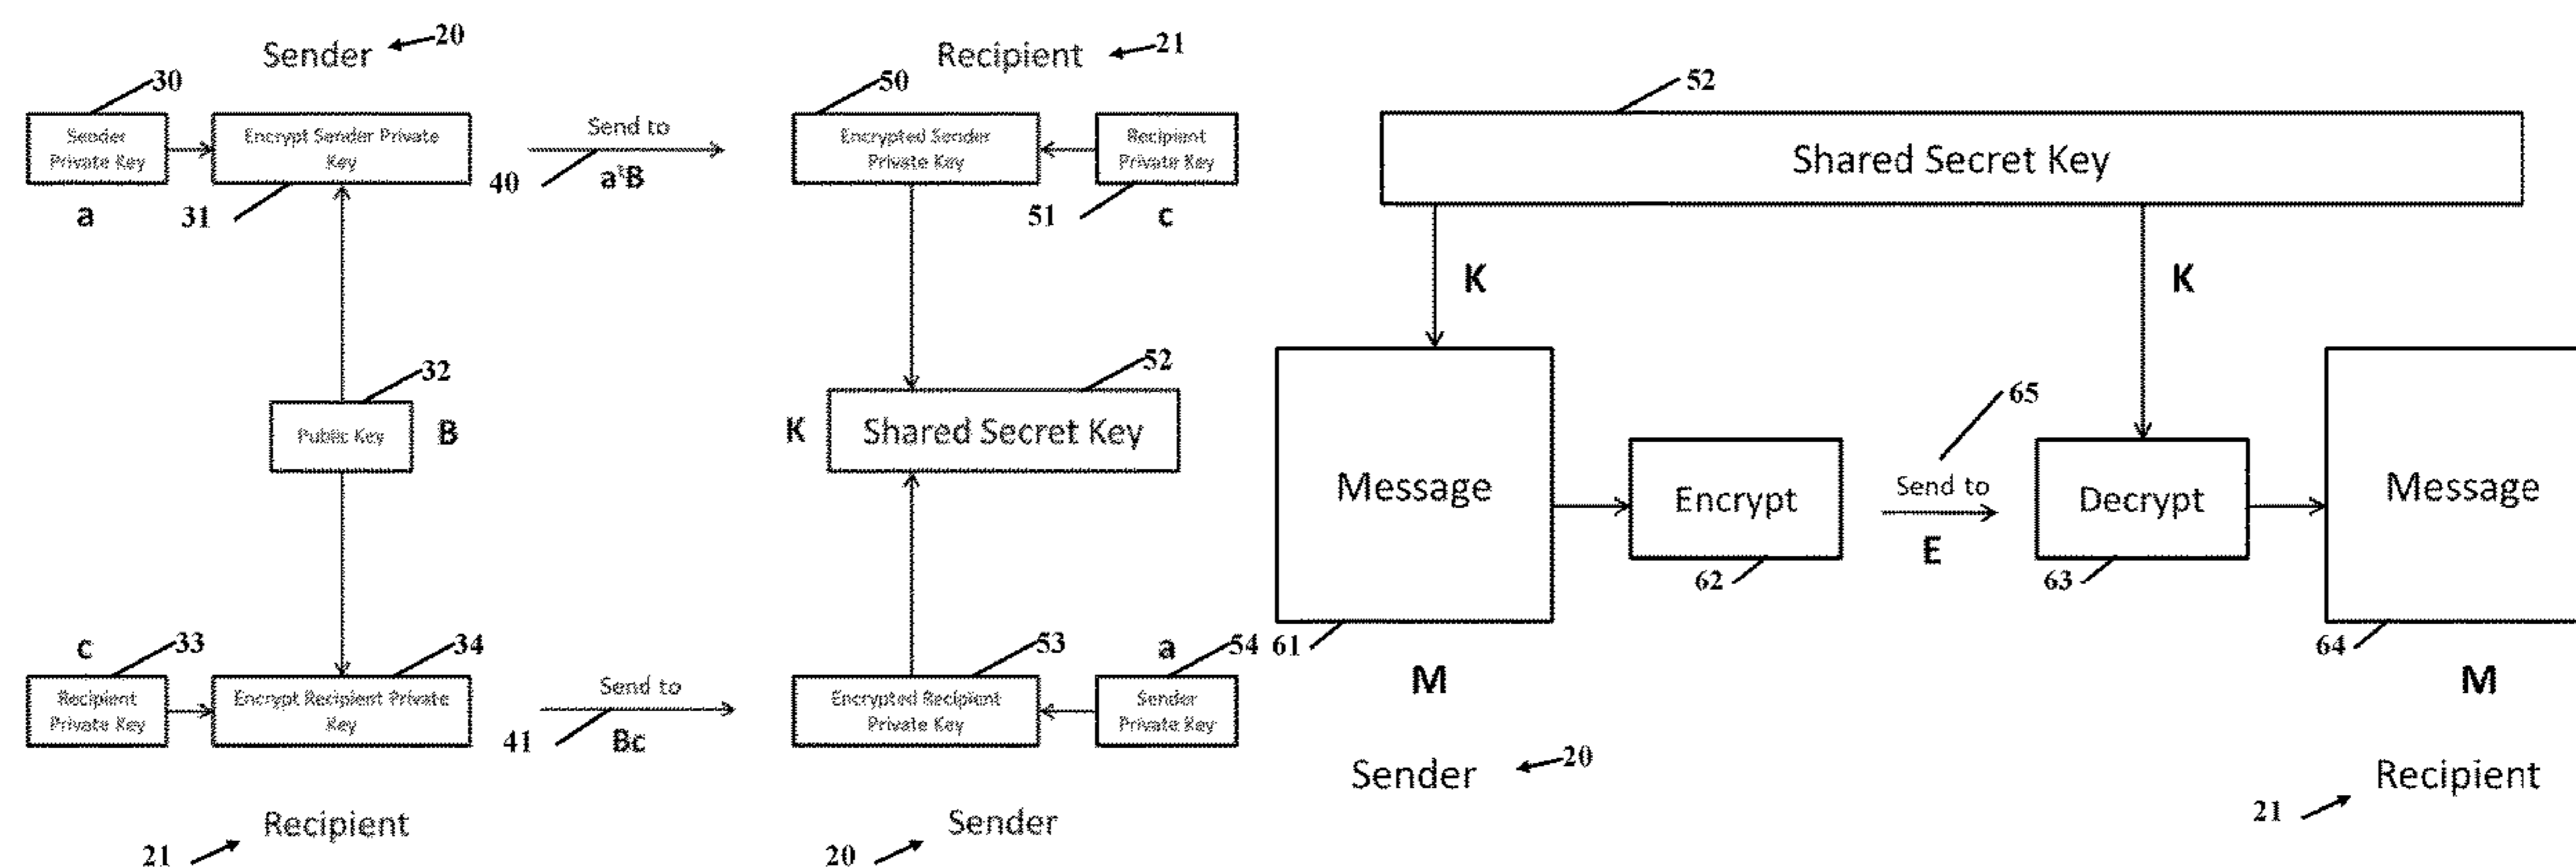 Sender 20
30
Sender
Private Key
a
Encrypt Sender Private
Key
31
Send to
40
aᵗB
32
Public Key
B
c
33
Recipient
Private Key
34
Encrypt Recipient Private
Key
Send to
41
Bc
Recipient
21
Recipient 21
50
Encrypted Sender
Private Key
Recipient
Private Key
51
c
52
K
Shared Secret Key
53
Encrypted Recipient
Private Key
a
54
Sender
Private Key
Sender
20
52
Shared Secret Key
K
K
Message
61
M
Encrypt
62
65
Send to
E
Decrypt
63
Message
64
M
Sender 20
Recipient
21